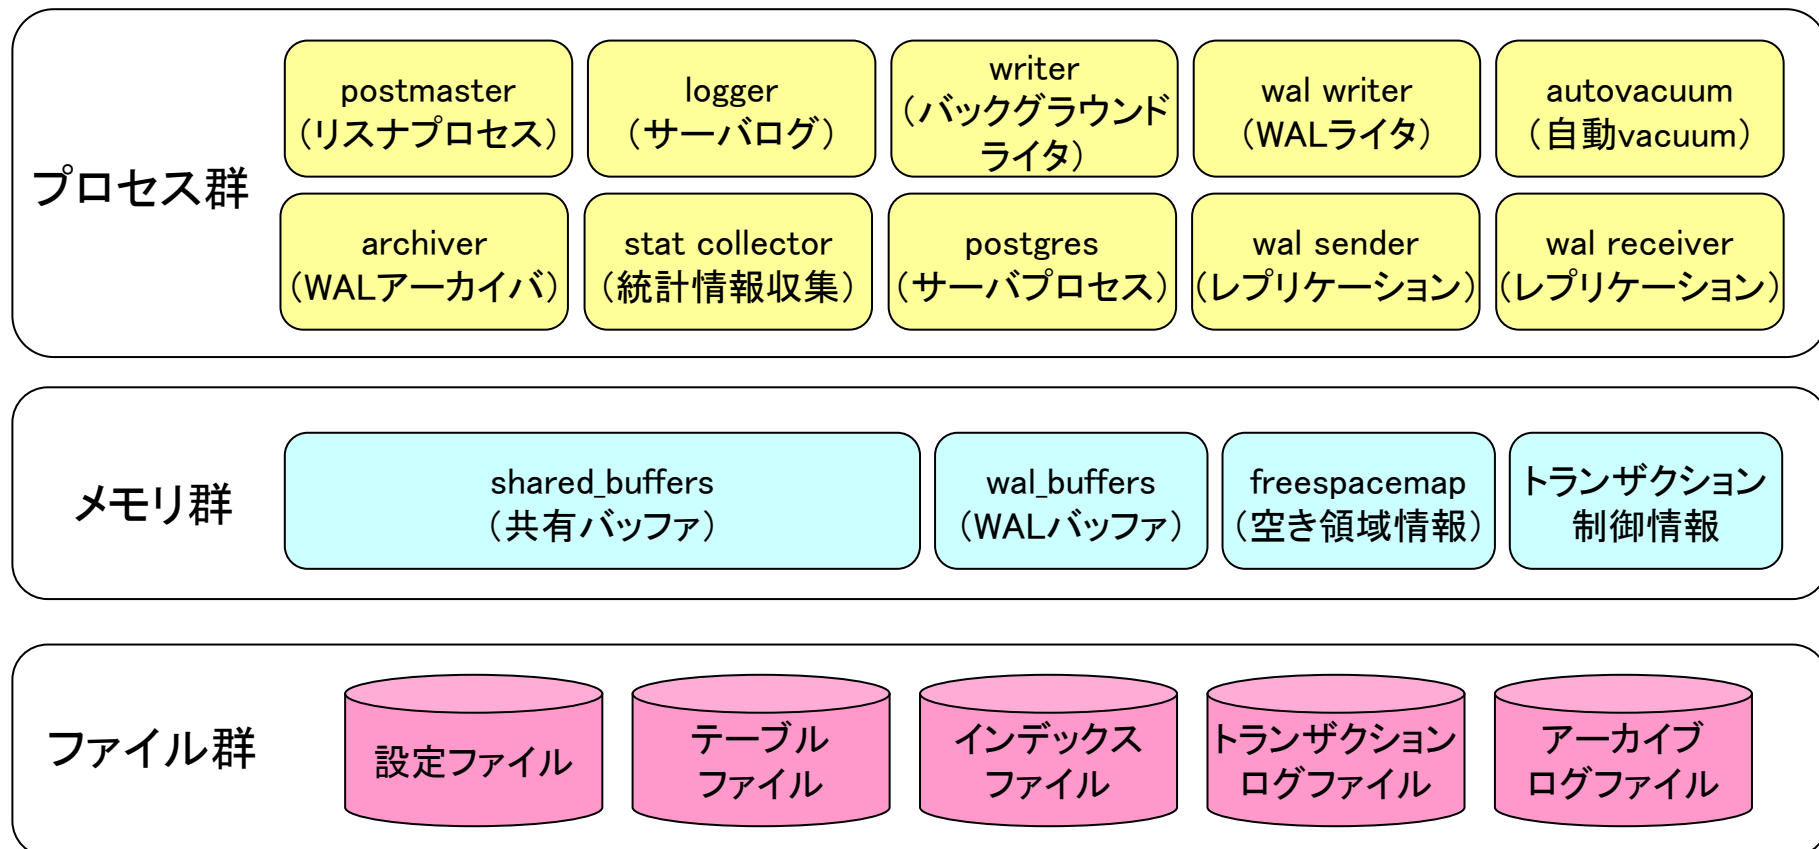 プロセス群
postmaster
（リスナプロセス）
logger
（サーバログ）
writer
（バックグラウンド
ライタ）
wal writer
（WALライタ）
autovacuum
（自動vacuum）
archiver
（WALアーカイバ）
stat collector
（統計情報収集）
postgres
（サーバプロセス）
wal sender
（レプリケーション）
wal receiver
（レプリケーション）
メモリ群
shared_buffers
（共有バッファ）
wal_buffers
（WALバッファ）
freespacemap
（空き領域情報）
トランザクション
制御情報
ファイル群
設定ファイル
テーブル
ファイル
インデックス
ファイル
トランザクション
ログファイル
アーカイブ
ログファイル